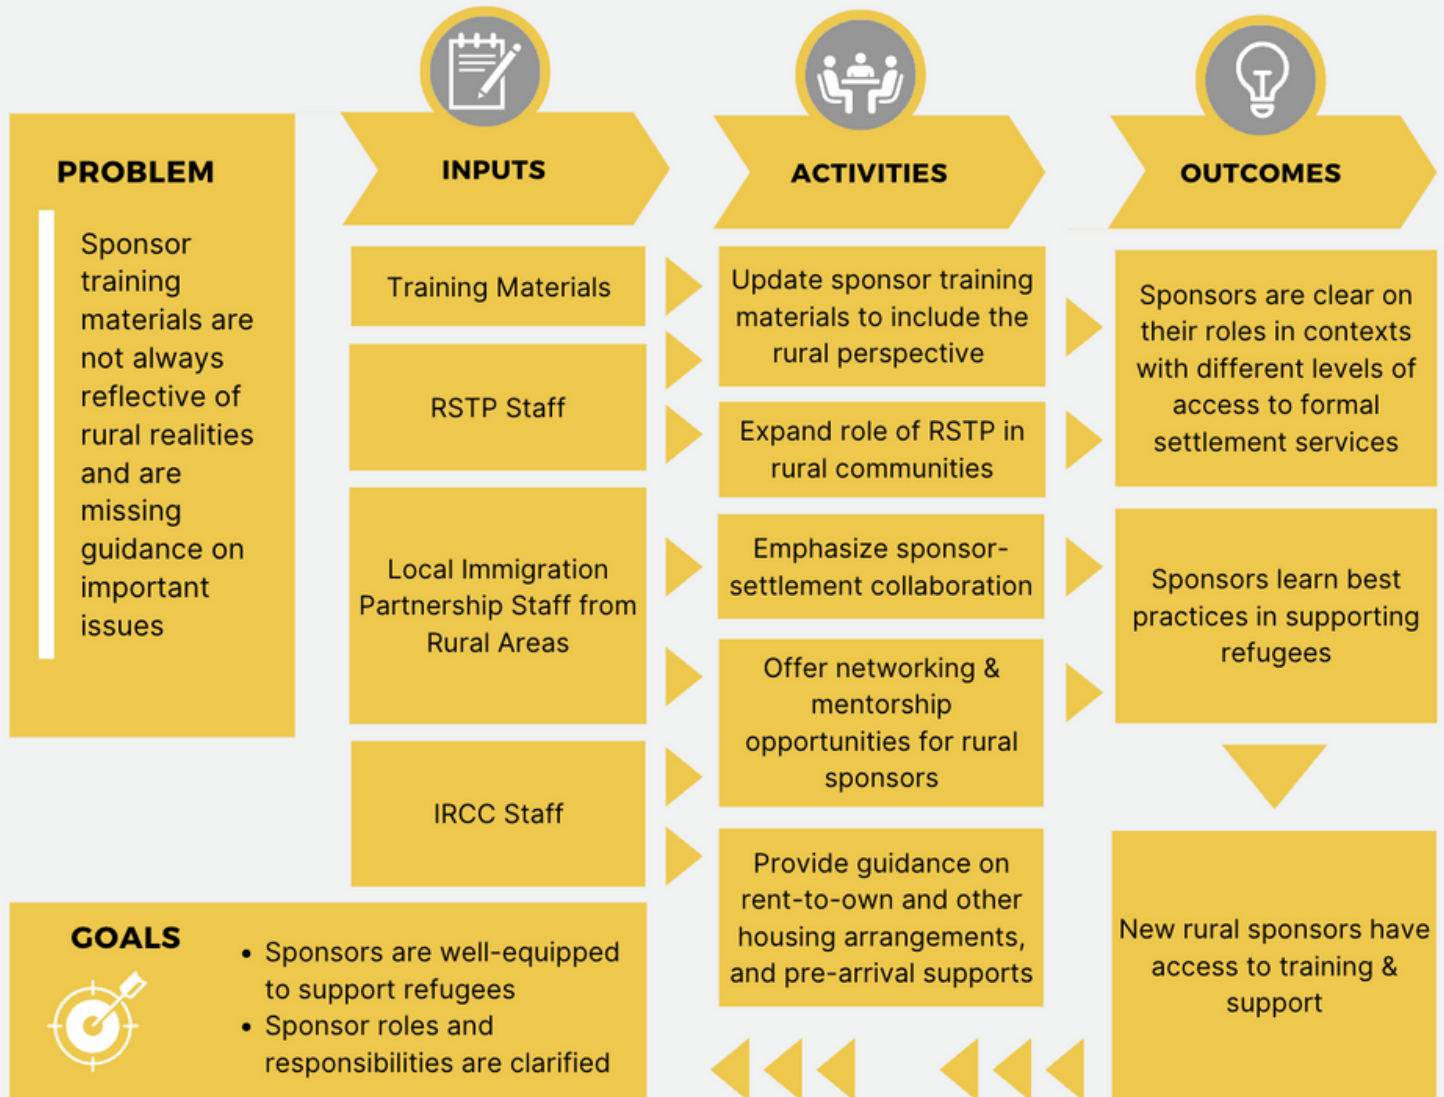 PROBLEM
Sponsor
training
materials are
not always
reflective of
rural realities
and are
missing
guidance on
important
issues
INPUTS
Training Materials
RSTP Staff
Local Immigration
Partnership Staff from
Rural Areas
IRCC Staff
ACTIVITIES
Update sponsor training
materials to include the
rural perspective
Expand role of RSTP in
rural communities
Emphasize sponsor-
settlement collaboration
Offer networking &
mentorship
opportunities for rural
sponsors
Provide guidance on
rent-to-own and other
housing arrangements,
and pre-arrival supports
OUTCOMES
Sponsors are clear on
their roles in contexts
with different levels of
access to formal
settlement services
Sponsors learn best
practices in supporting
refugees
New rural sponsors have
access to training &
support
GOALS
• Sponsors are well-equipped
to support refugees
• Sponsor roles and
responsibilities are clarified